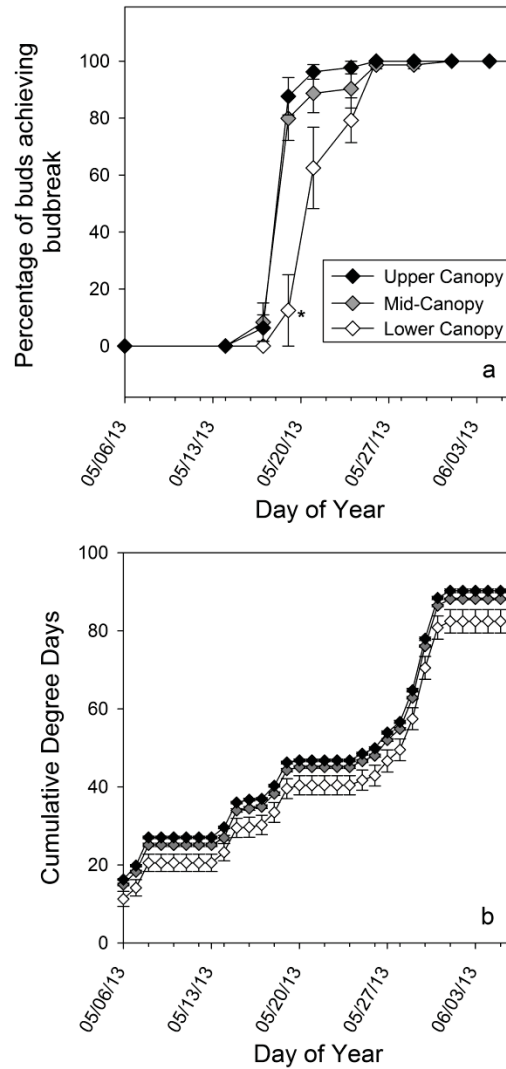 Percentage of buds achieving
budbreak
100
80
60
40
20
0
Upper Canopy
Mid-Canopy
Lower Canopy
*
a
05/06/13
05/13/13
05/20/13
05/27/13
06/03/13
Day of Year
Cumulative Degree Days
100
80
60
40
20
0
b
05/06/13
05/13/13
05/20/13
05/27/13
06/03/13
Day of Year